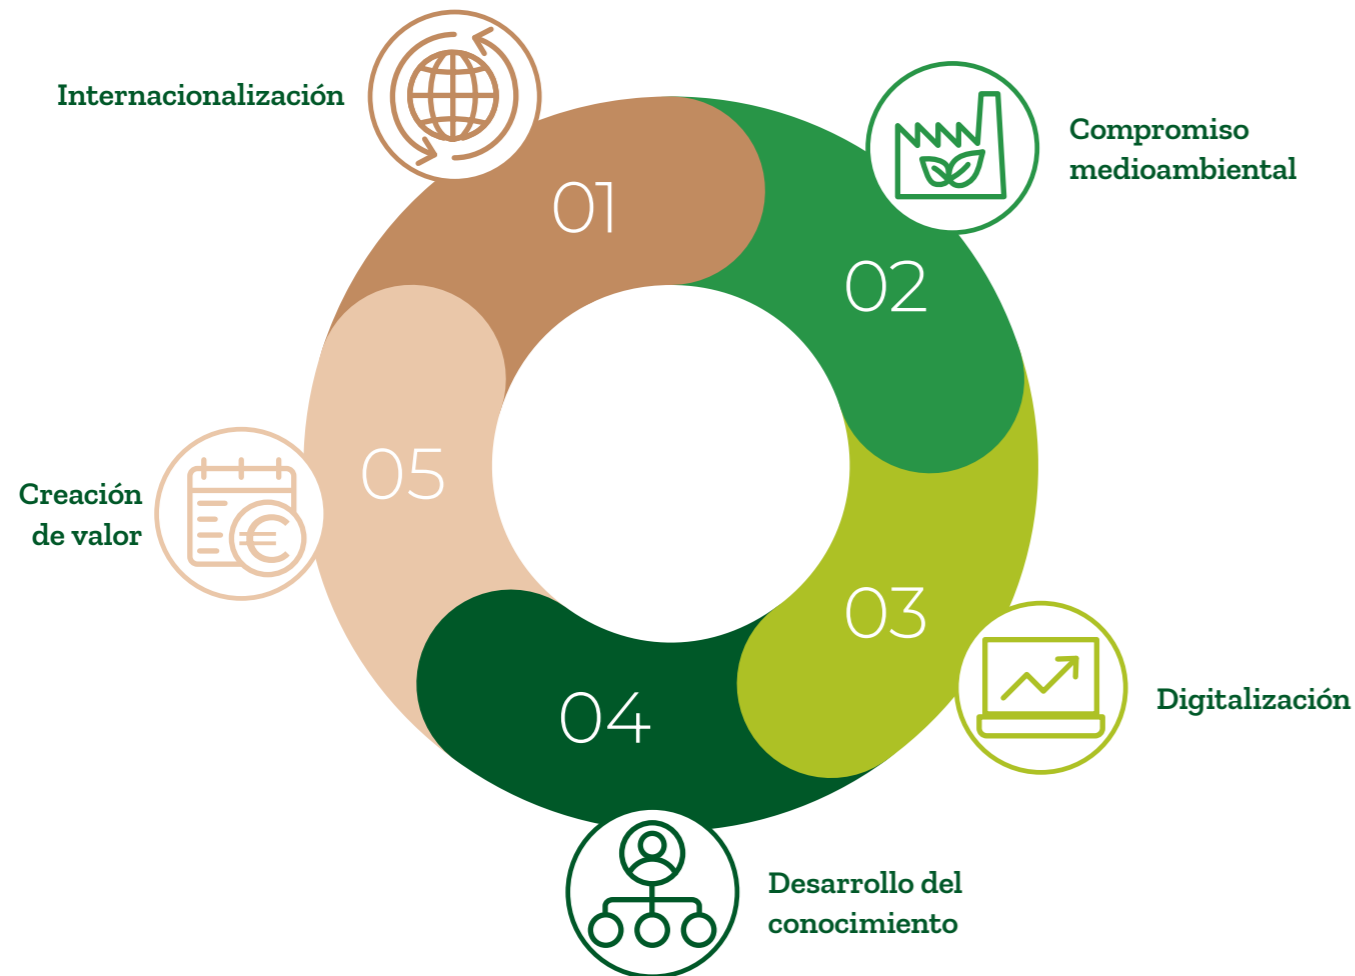 Internacionalización
01
Compromiso
medioambiental
02
03
Digitalización
04
Desarrollo del
conocimiento
05
Creación
de valor
€